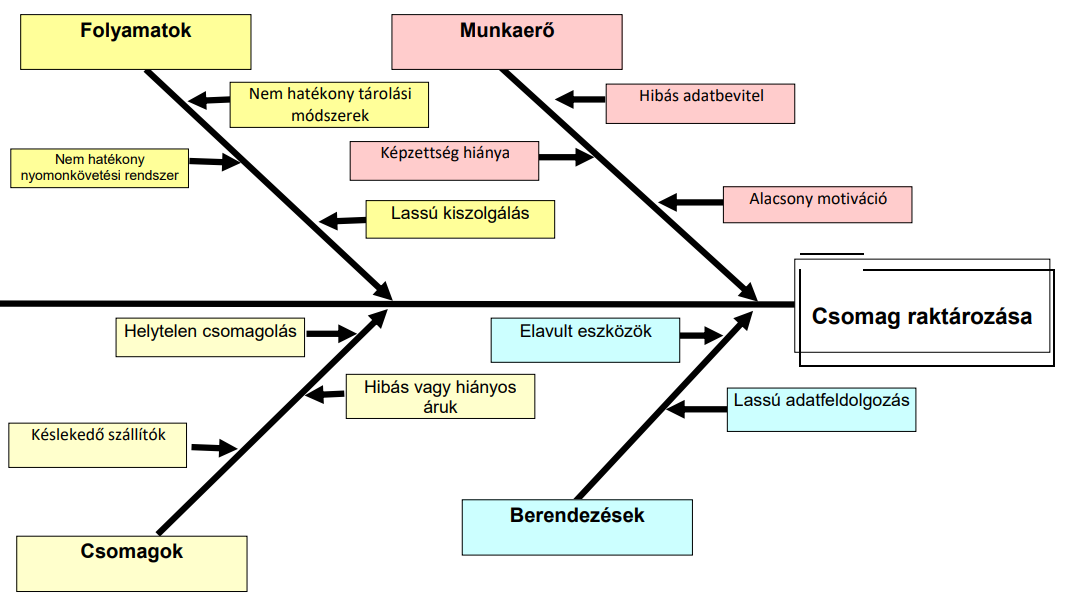 Folyamatok
Munkaerő
Nem hatékony tárolási
módszerek
Hibás adatbevitel
Nem hatékony
nyomonkövetési rendszer
Képzettség hiánya
Lassú kiszolgálás
Alacsony motiváció
Csomag raktározása
Helytelen csomagolás
Elavult eszközök
Hibás vagy hiányos
áruk
Lassú adatfeldolgozás
Késlekedő szállítók
Berendezések
Csomagok